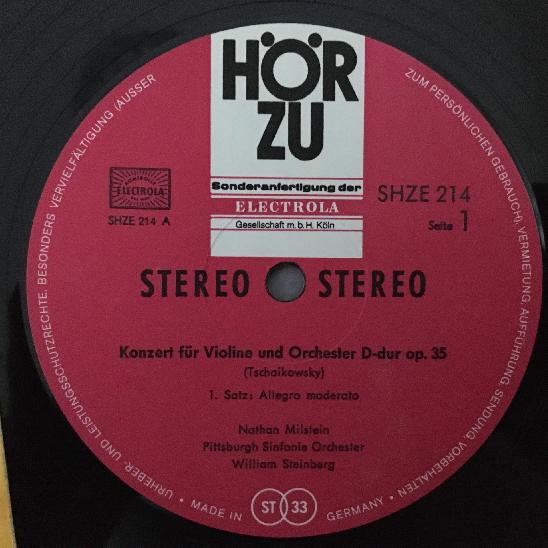 HÖR
ZU
Sonderanfertigung der
ELECTROLA
Gesellschaft m. b. H. Köln
ELECTROLA
SHZE 214 A
SHZE 214
Seite 1
STEREO STEREO
Konzert für Violine und Orchester D-dur op. 35
(Tschaikowsky)
1. Satz: Allegro moderato
Nathan Milstein
Pittsburgh Sinfonie Orchester
William Steinberg
ST 33
MADE IN GERMANY •
URHEBER- UND LEISTUNGSSCHUTZRECHTE, BESONDERS VERVIELFÄLTIGUNG (AUSSER
ZUM PERSÖNLICHEN GEBRAUCH), VERMIETUNG, AUFFÜHRUNG, SENDUNG, VORBEHALTEN •